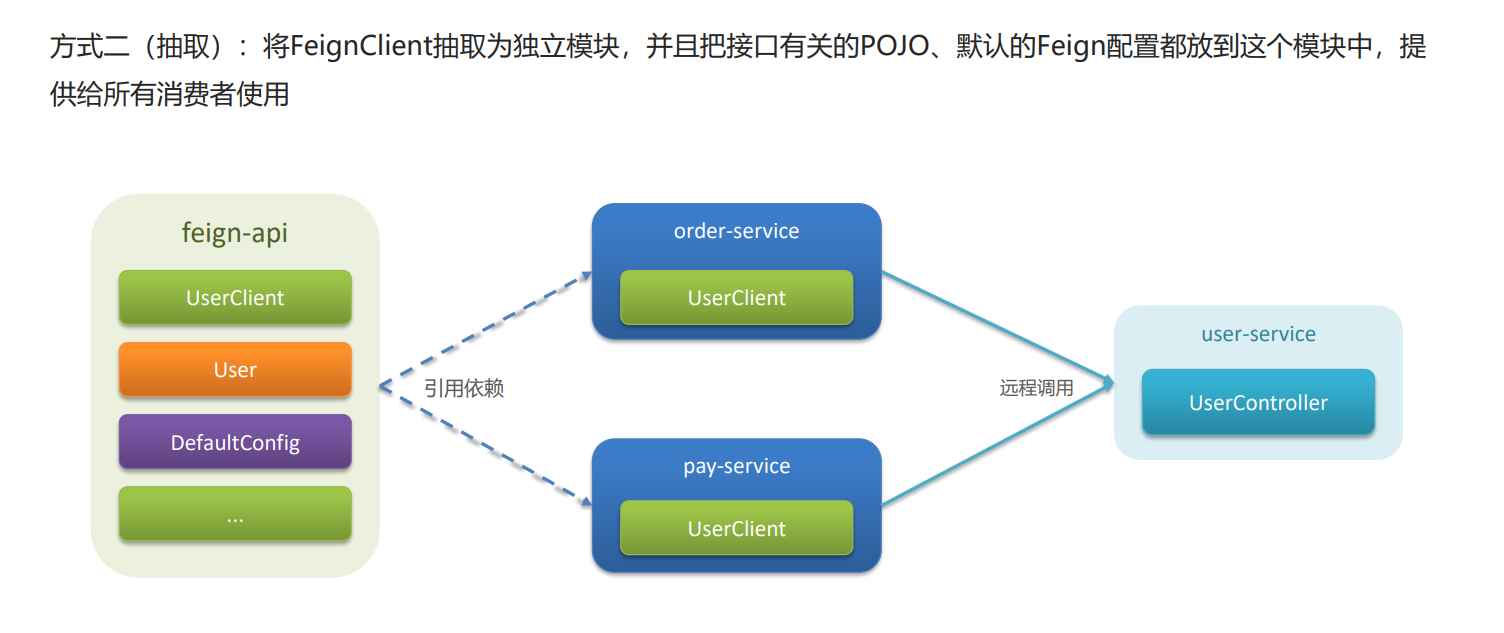 方式二（抽取）：将FeignClient抽取为独立模块，并且把接口有关的POJO、默认的Feign配置都放到这个模块中，提
供给所有消费者使用
feign-api
UserClient
User
DefaultConfig
...
引用依赖
order-service
UserClient
pay-service
UserClient
远程调用
user-service
UserController